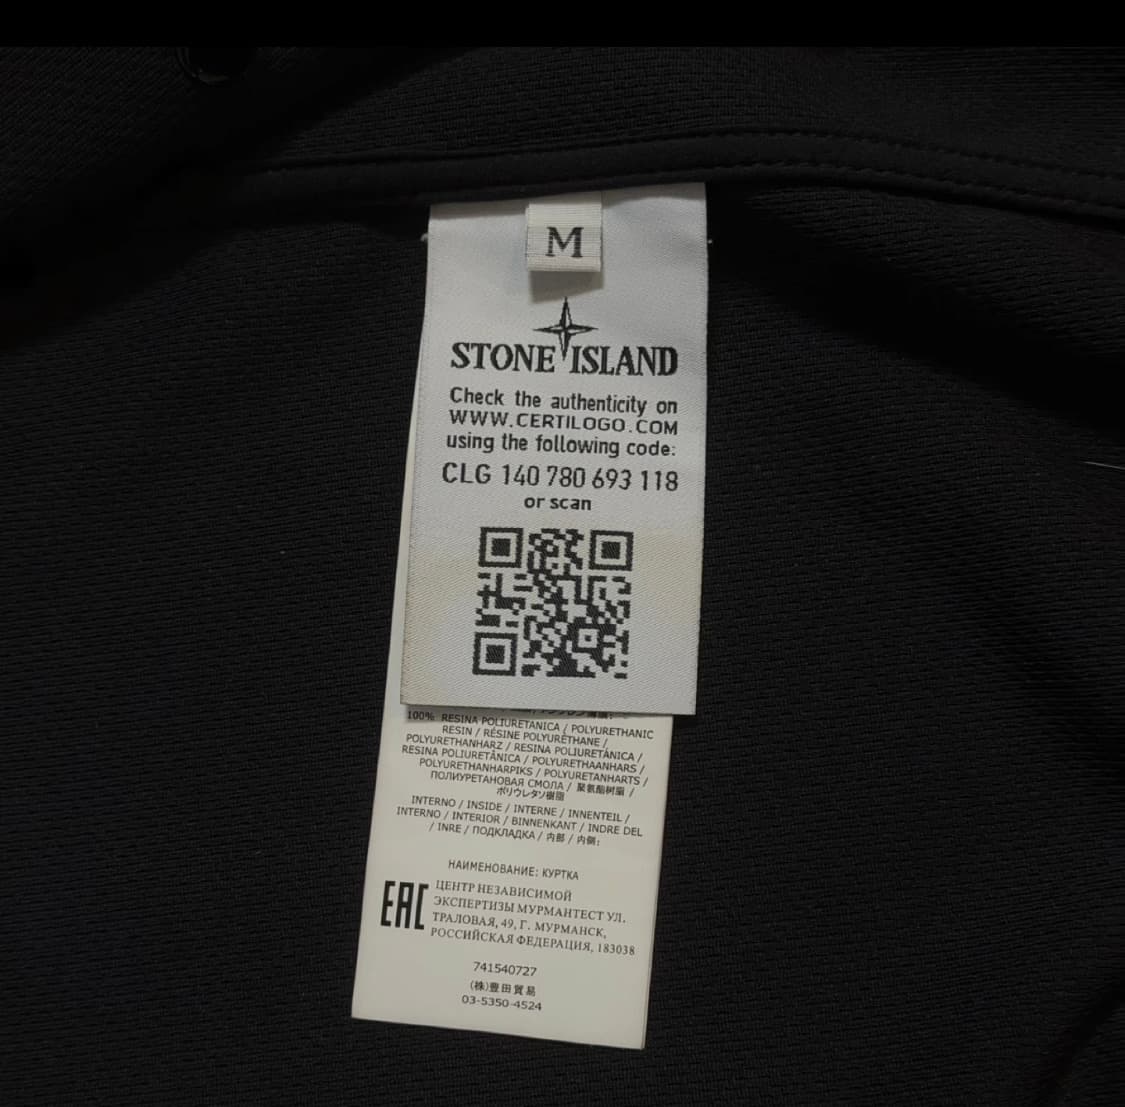 M
STONE ISLAND
Check the authenticity on
WWW.CERTILOGO.COM
using the following code:
CLG 140 780 693 118
or scan
100% RESINA POLIURETANICA / POLYURETHANIC
RESIN / RÉSINE POLYURÉTHANE /
POLYURETHANHARZ / RESINA POLIURETÁNICA /
RESINA POLIURETÂNICA / POLYURETHAANHARS /
POLYURETHANHARPIKS / POLYURETANHARTS /
ПОЛИУРЕТАНОВАЯ СМОЛА / 聚氨酯树脂 /
ポリウレタン樹脂
INTERNO / INSIDE / INTERNE / INNENTEIL /
INTERNO / INTERIOR / BINNENKANT / INDRE DEL
/ INRE / ПОДКЛАДКА / 内部 / 内側:
НАИМЕНОВАНИЕ: КУРТКА
EAC
ЦЕНТР НЕЗАВИСИМОЙ
ЭКСПЕРТИЗЫ МУРМАНТЕСТ УЛ.
ТРАЛОВАЯ, 49, Г. МУРМАНСК,
РОССИЙСКАЯ ФЕДЕРАЦИЯ, 183038
741540727
(株)豊田貿易
03-5350-4524